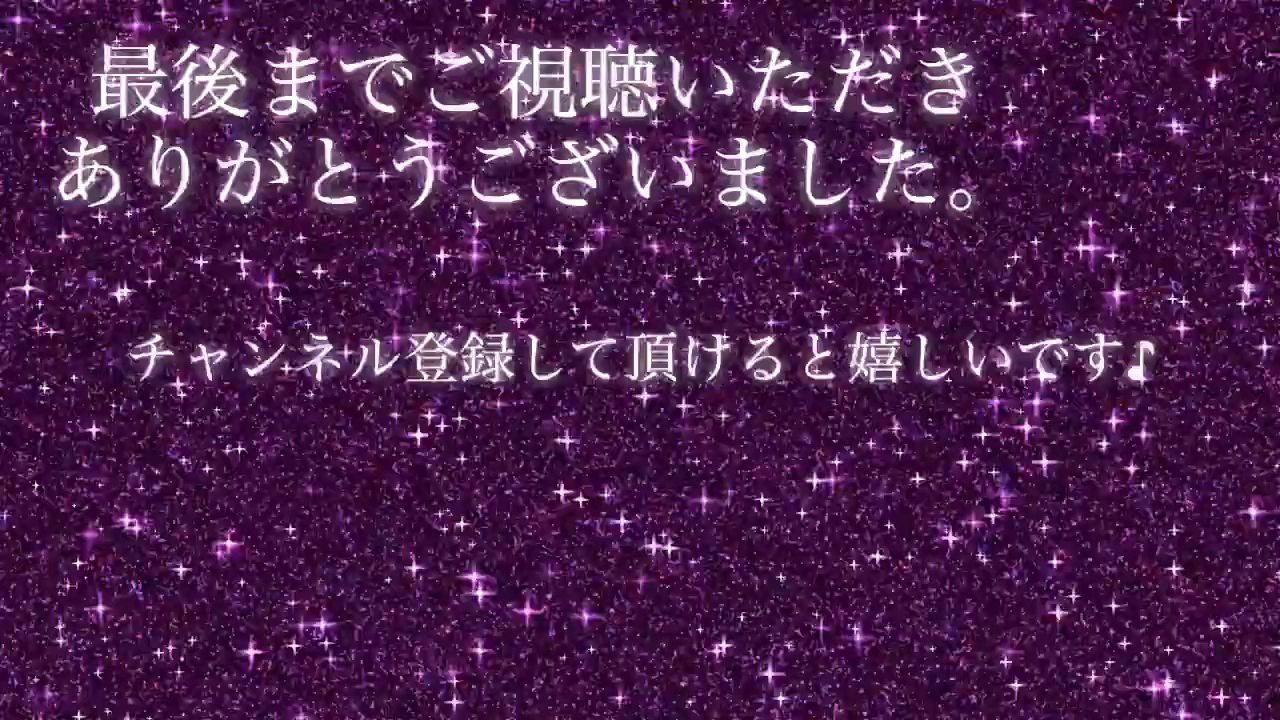 最後までご視聴いただき
ありがとうございました。
チャンネル登録して頂けると嬉しいです♪